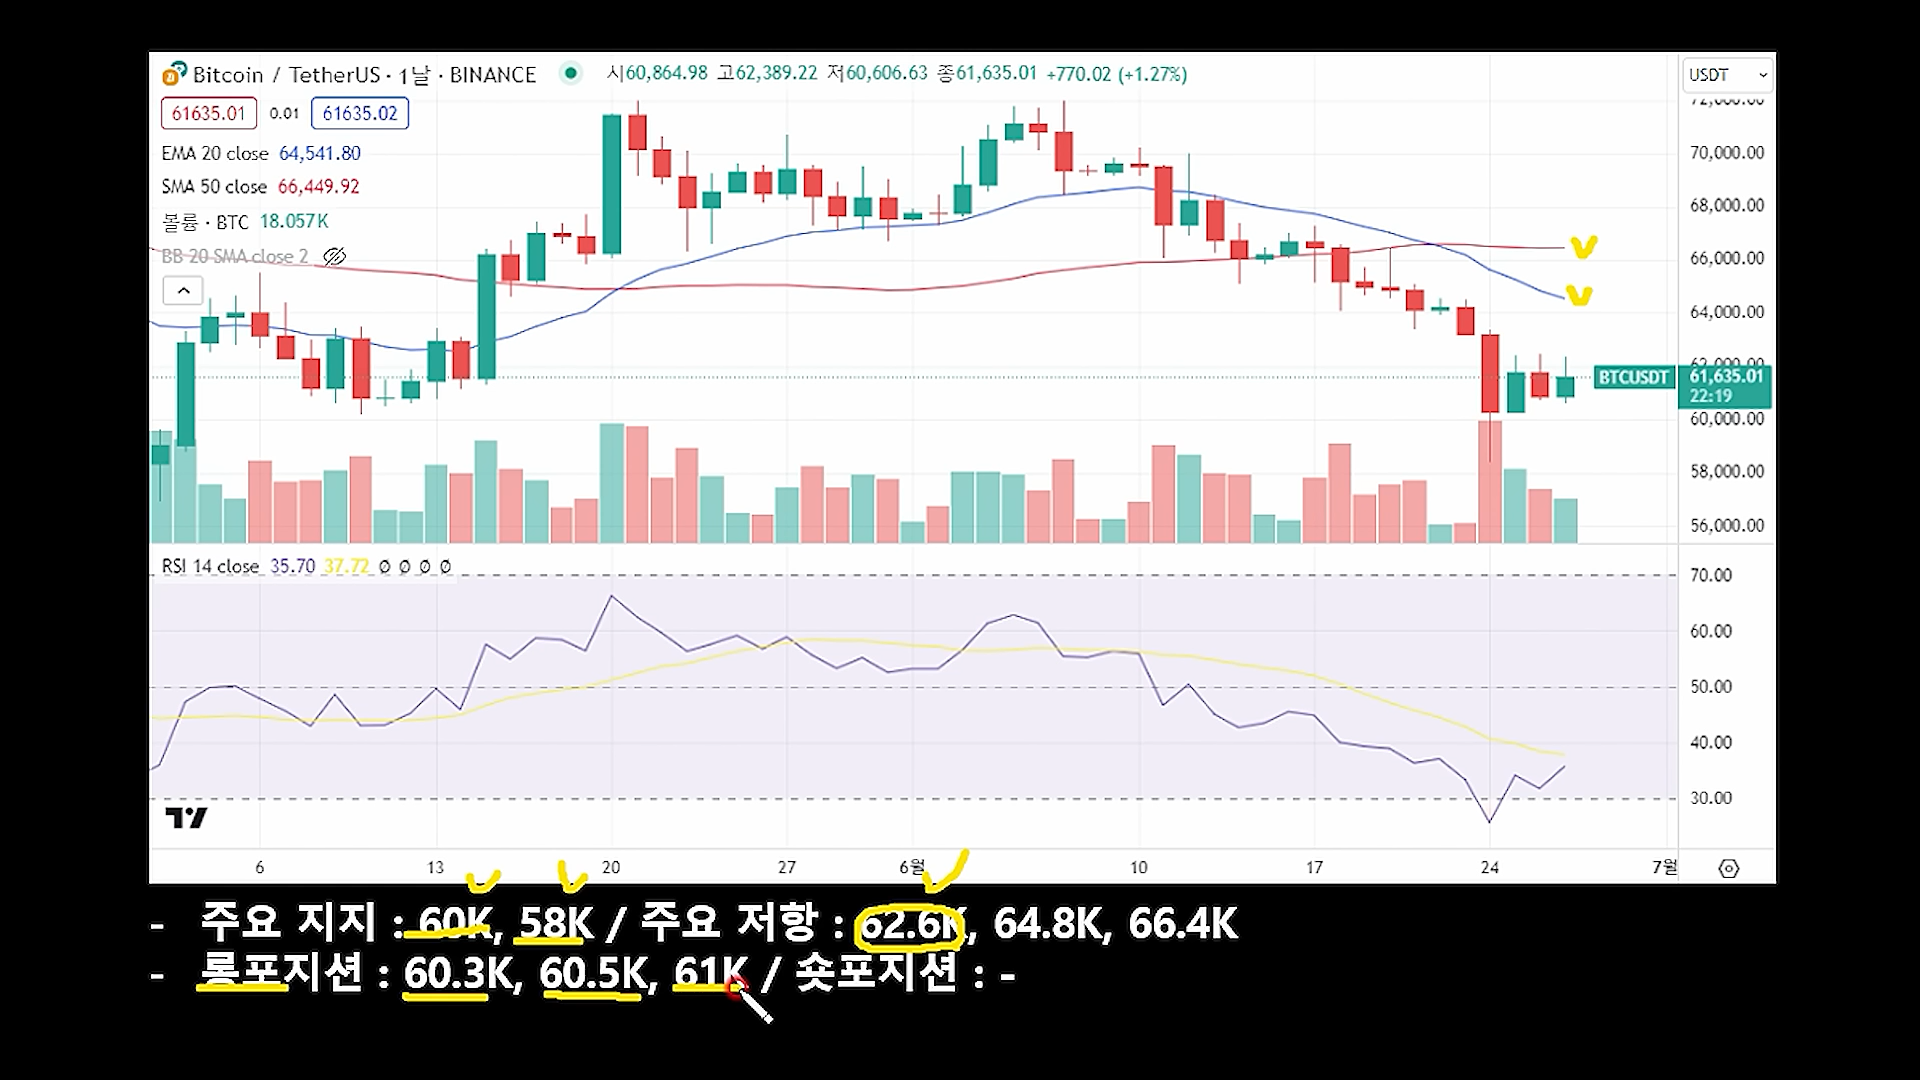 Bitcoin / TetherUS · 1날 · BINANCE 시60,864.98 고62,389.22 저60,606.63 종61,635.01 +770.02 (+1.27%)
USDT
61635.01 0.01 61635.02
EMA 20 close 64,541.80
SMA 50 close 66,449.92
볼륨 · BTC 18.057K
BB 20 SMA close 2
72,000.00
70,000.00
68,000.00
66,000.00
64,000.00
62,000.00
BTCUSDT 61,635.01
22:19
60,000.00
58,000.00
56,000.00
RSI 14 close 35.70 37.72 ∅ ∅ ∅ ∅
70.00
60.00
50.00
40.00
30.00
6 13 20 27 6월 10 17 24 7월
- 주요 지지 : 60K, 58K / 주요 저항 : 62.6K, 64.8K, 66.4K
- 롱포지션 : 60.3K, 60.5K, 61K / 숏포지션 : -